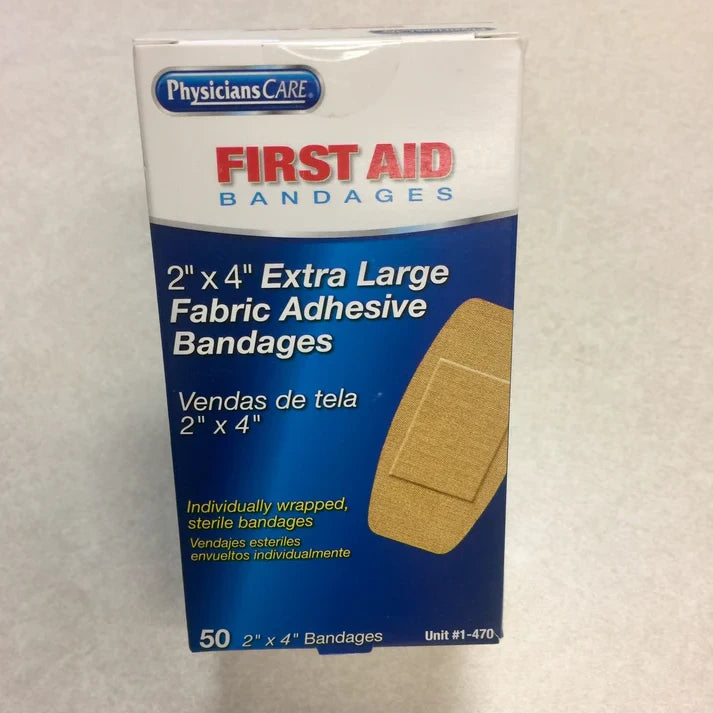 PhysiciansCARE®
FIRST AID
BANDAGES
2" x 4" Extra Large
Fabric Adhesive
Bandages
Vendas de tela
2" x 4"
Individually wrapped,
sterile bandages
Vendajes esteriles
envueltos individualmente
50 2" x 4" Bandages
Unit #1-470